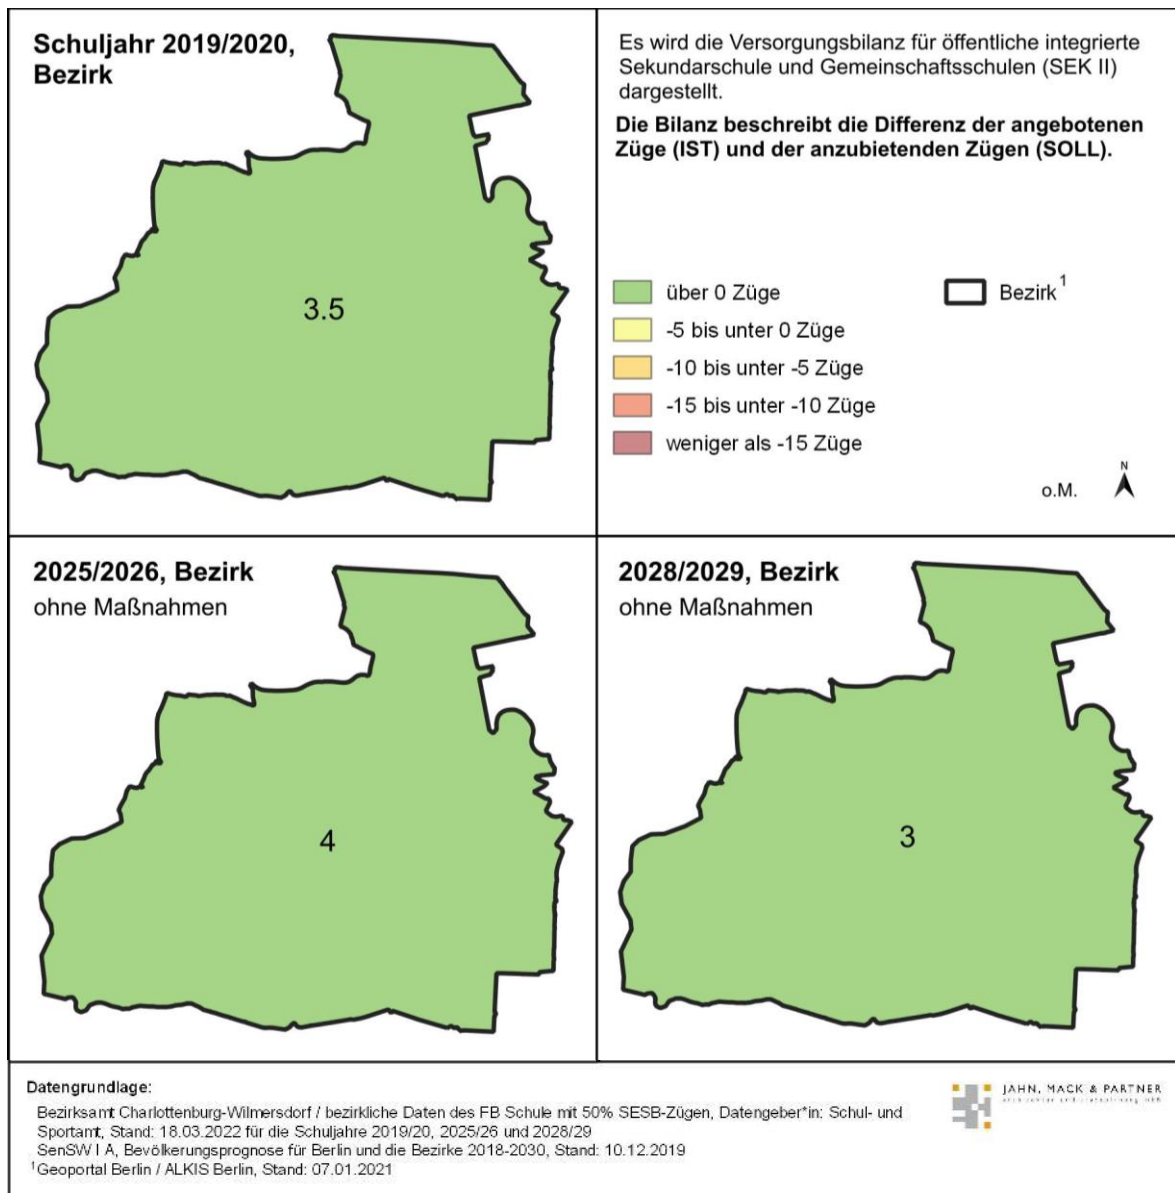 Schuljahr 2019/2020,
Bezirk
3.5
Es wird die Versorgungsbilanz für öffentliche integrierte
Sekundarschule und Gemeinschaftsschulen (SEK II)
dargestellt.
Die Bilanz beschreibt die Differenz der angebotenen
Züge (IST) und der anzubietenden Zügen (SOLL).
über 0 Züge
-5 bis unter 0 Züge
-10 bis unter -5 Züge
-15 bis unter -10 Züge
weniger als -15 Züge
Bezirk¹
o.M.
N
2025/2026, Bezirk
ohne Maßnahmen
4
2028/2029, Bezirk
ohne Maßnahmen
3
Datengrundlage:
Bezirksamt Charlottenburg-Wilmersdorf / bezirkliche Daten des FB Schule mit 50% SESB-Zügen, Datengeber*in: Schul- und
Sportamt, Stand: 18.03.2022 für die Schuljahre 2019/20, 2025/26 und 2028/29
SenSW I A, Bevölkerungsprognose für Berlin und die Bezirke 2018-2030, Stand: 10.12.2019
¹Geoportal Berlin / ALKIS Berlin, Stand: 07.01.2021
JAHN, MACK & PARTNER